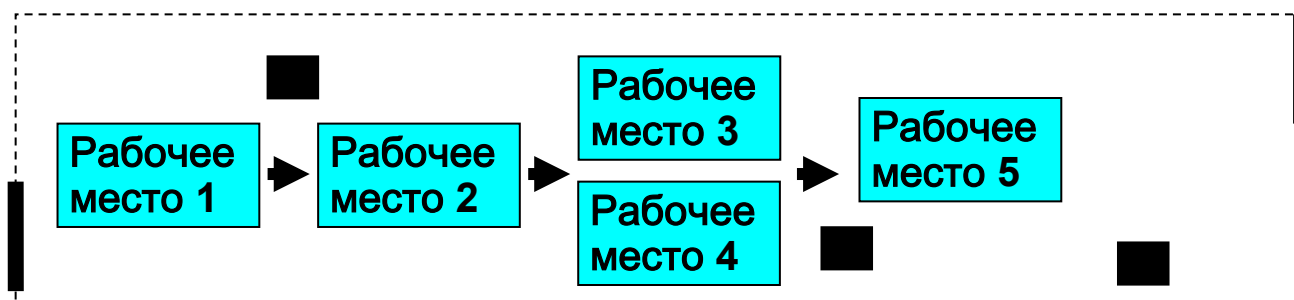 Рабочее
место 1
Рабочее
место 2
Рабочее
место 3
Рабочее
место 4
Рабочее
место 5